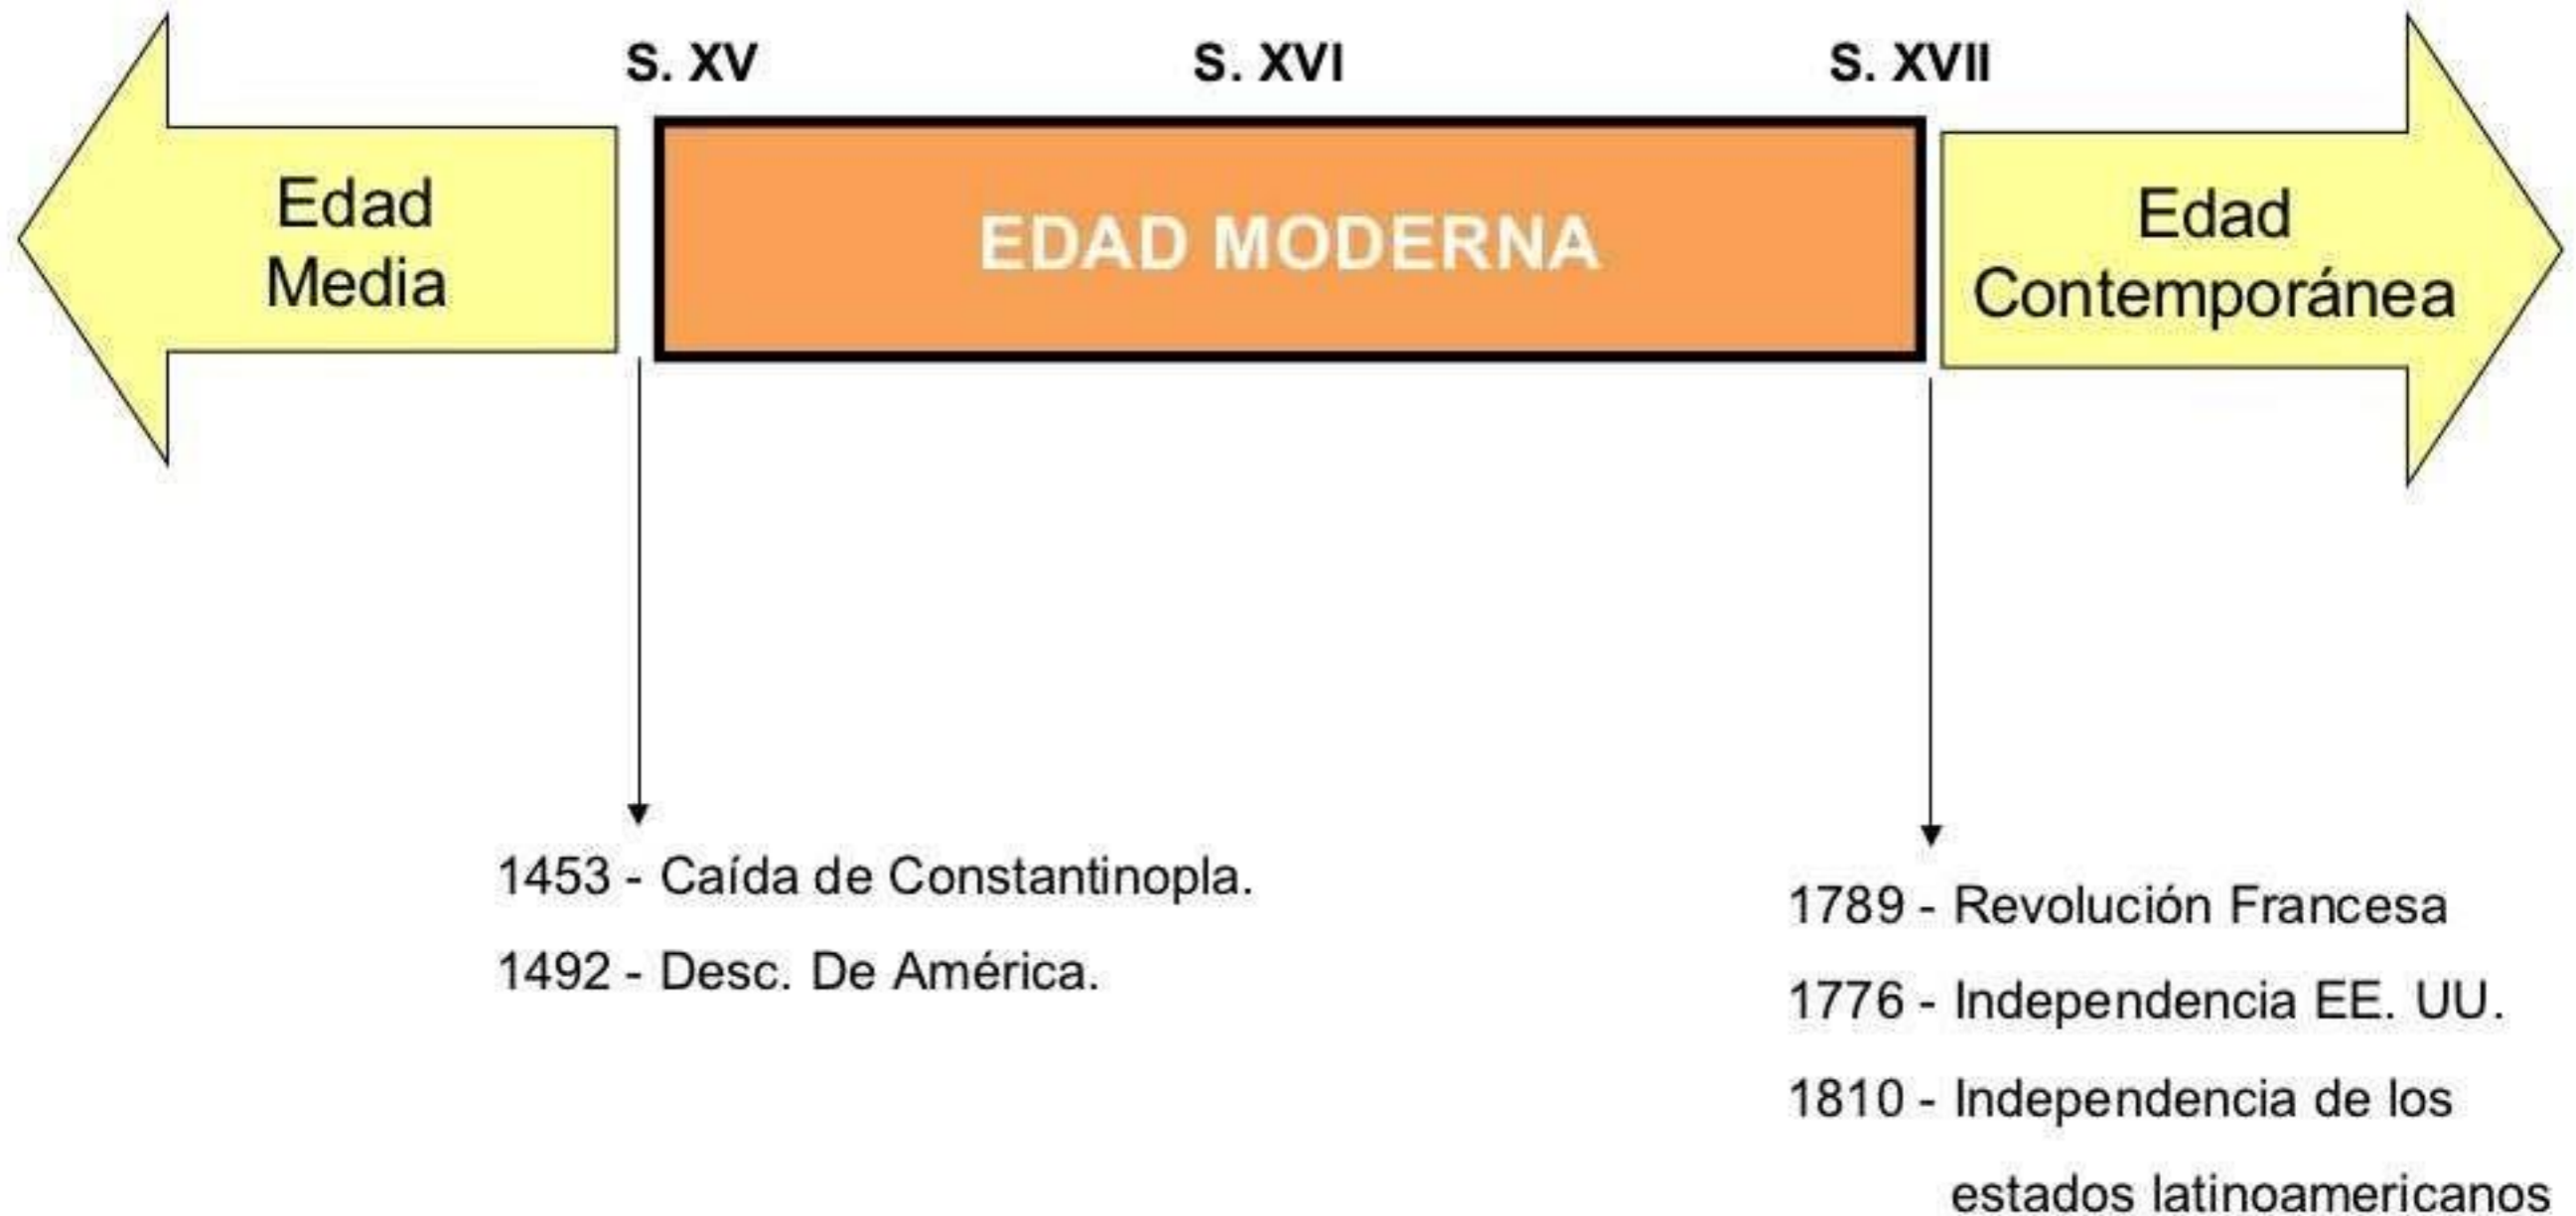 S. XV
S. XVI
S. XVII
Edad
Media
EDAD MODERNA
Edad
Contemporánea
1453 - Caída de Constantinopla.
1492 - Desc. De América.
1789 - Revolución Francesa
1776 - Independencia EE. UU.
1810 - Independencia de los
estados latinoamericanos